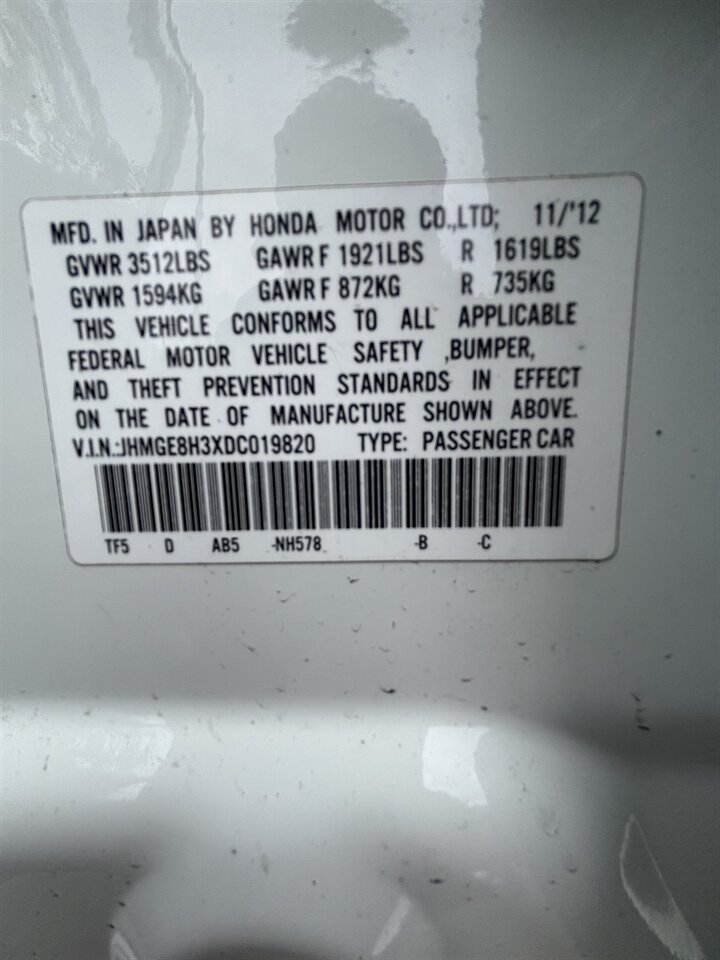 MFD. IN JAPAN BY HONDA MOTOR CO.,LTD; 11/'12
GVWR 3512LBS GAWR F 1921LBS R 1619LBS
GVWR 1594KG GAWR F 872KG R 735KG
THIS VEHICLE CONFORMS TO ALL APPLICABLE
FEDERAL MOTOR VEHICLE SAFETY ,BUMPER,
AND THEFT PREVENTION STANDARDS IN EFFECT
ON THE DATE OF MANUFACTURE SHOWN ABOVE.
V.I.N.:JHMGE8H3XDC019820 TYPE: PASSENGER CAR
TF5 D AB5 -NH578 -B -C